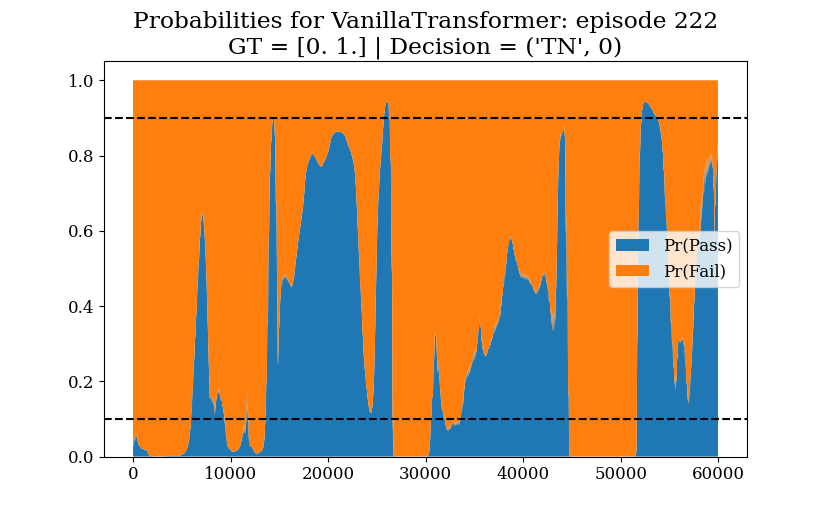 Probabilities for VanillaTransformer: episode 222
GT = [0. 1.] | Decision = ('TN', 0)
1.0
0.8
0.6
0.4
0.2
0.0
Pr(Pass)
Pr(Fail)
0 10000 20000 30000 40000 50000 60000